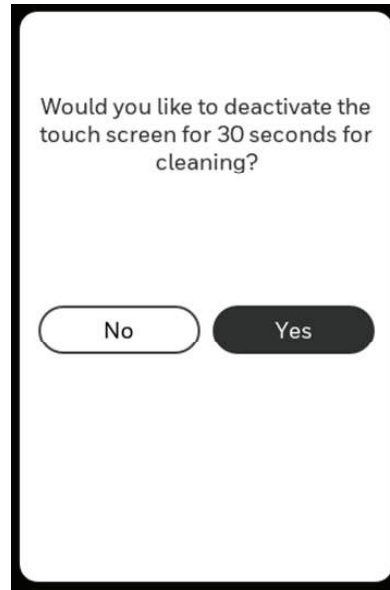 Would you like to deactivate the
touch screen for 30 seconds for
cleaning?
No
Yes